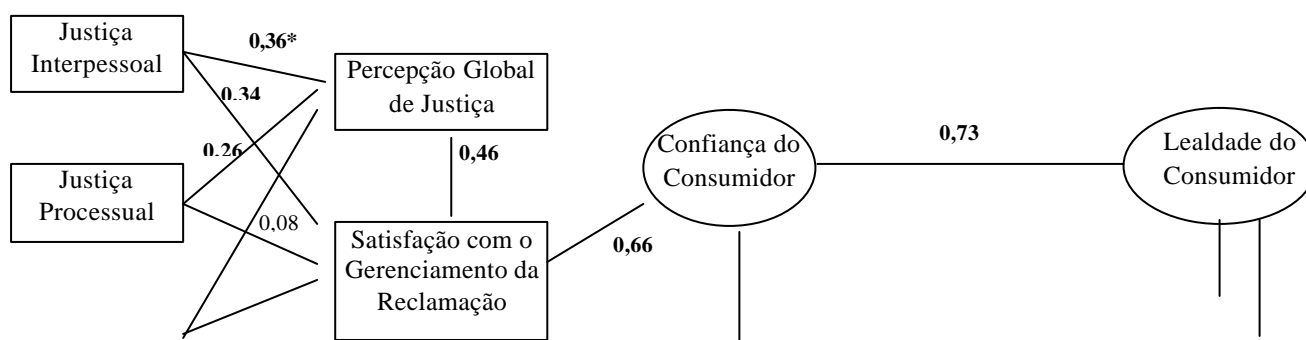 Justiça
Interpessoal
0,36*
Percepção Global
de Justiça
0,34
0,26
0,46
Justiça
Processual
0,08
Satisfação com o
Gerenciamento da
Reclamação
0,66
Confiança do
Consumidor
0,73
Lealdade do
Consumidor